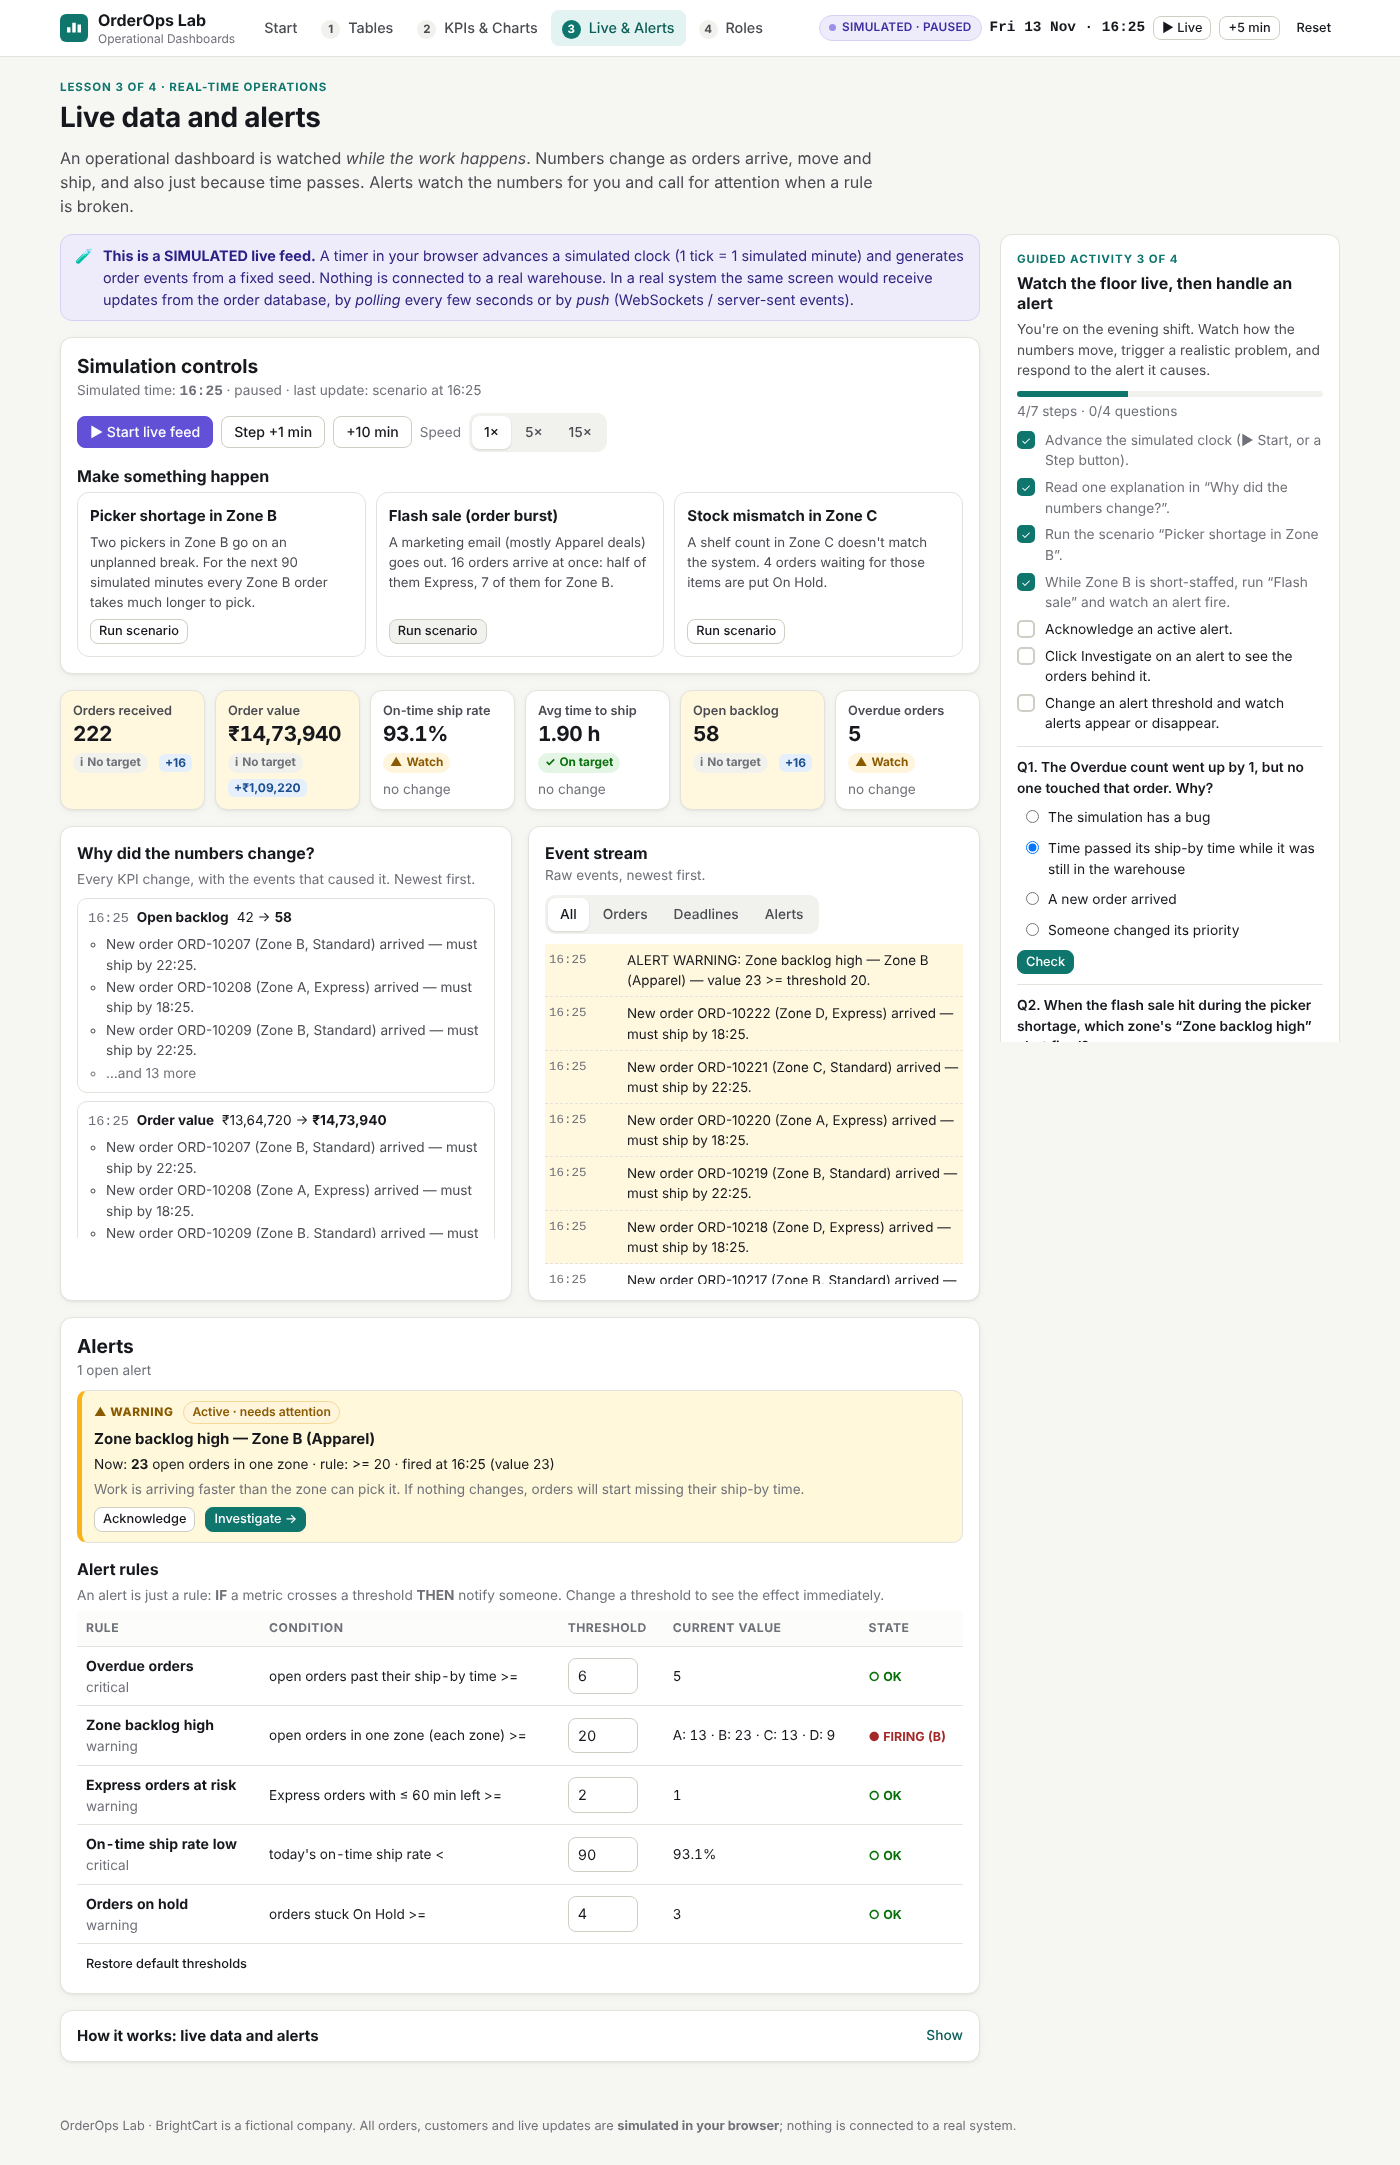 OrderOps Lab
Operational Dashboards
Start
1 Tables
2 KPIs & Charts
3 Live & Alerts
4 Roles
SIMULATED · PAUSED
Fri 13 Nov · 16:25
▶ Live
+5 min
Reset
LESSON 3 OF 4 · REAL-TIME OPERATIONS
Live data and alerts
An operational dashboard is watched while the work happens. Numbers change as orders arrive, move and
ship, and also just because time passes. Alerts watch the numbers for you and call for attention when a rule
is broken.
This is a SIMULATED live feed. A timer in your browser advances a simulated clock (1 tick = 1 simulated minute) and generates
order events from a fixed seed. Nothing is connected to a real warehouse. In a real system the same screen would receive
updates from the order database, by polling every few seconds or by push (WebSockets / server-sent events).
Simulation controls
Simulated time: 16:25 · paused · last update: scenario at 16:25
▶ Start live feed
Step +1 min
+10 min
Speed
1×
5×
15×
Make something happen
Picker shortage in Zone B
Two pickers in Zone B go on an
unplanned break. For the next 90
simulated minutes every Zone B order
takes much longer to pick.
Run scenario
Flash sale (order burst)
A marketing email (mostly Apparel deals)
goes out. 16 orders arrive at once: half of
them Express, 7 of them for Zone B.
Run scenario
Stock mismatch in Zone C
A shelf count in Zone C doesn't match
the system. 4 orders waiting for those
items are put On Hold.
Run scenario
Orders received
222
i No target
+16
Order value
₹14,73,940
i No target
+₹1,09,220
On-time ship rate
93.1%
▲ Watch
no change
Avg time to ship
1.90 h
✓ On target
no change
Open backlog
58
i No target
+16
Overdue orders
5
▲ Watch
no change
Why did the numbers change?
Every KPI change, with the events that caused it. Newest first.
16:25 Open backlog 42 → 58
New order ORD-10207 (Zone B, Standard) arrived — must
ship by 22:25.
New order ORD-10208 (Zone A, Express) arrived — must
ship by 18:25.
New order ORD-10209 (Zone B, Standard) arrived — must
ship by 22:25.
...and 13 more
16:25 Order value ₹13,64,720 → ₹14,73,940
New order ORD-10207 (Zone B, Standard) arrived — must
ship by 22:25.
New order ORD-10208 (Zone A, Express) arrived — must
ship by 18:25.
New order ORD-10209 (Zone B, Standard) arrived — must
Event stream
Raw events, newest first.
All
Orders
Deadlines
Alerts
16:25 ALERT WARNING: Zone backlog high — Zone B
(Apparel) — value 23 >= threshold 20.
16:25 New order ORD-10222 (Zone D, Express) arrived —
must ship by 18:25.
16:25 New order ORD-10221 (Zone C, Standard) arrived —
must ship by 22:25.
16:25 New order ORD-10220 (Zone A, Express) arrived —
must ship by 18:25.
16:25 New order ORD-10219 (Zone B, Standard) arrived —
must ship by 22:25.
16:25 New order ORD-10218 (Zone D, Express) arrived —
must ship by 18:25.
16:25 New order ORD-10217 (Zone B, Standard) arrived —
Alerts
1 open alert
▲ WARNING
Active · needs attention
Zone backlog high — Zone B (Apparel)
Now: 23 open orders in one zone · rule: >= 20 · fired at 16:25 (value 23)
Work is arriving faster than the zone can pick it. If nothing changes, orders will start missing their ship-by time.
Acknowledge
Investigate →
Alert rules
An alert is just a rule: IF a metric crosses a threshold THEN notify someone. Change a threshold to see the effect immediately.
RULE CONDITION THRESHOLD CURRENT VALUE STATE
Overdue orders
critical
open orders past their ship-by time >= 6 5 OK
Zone backlog high
warning
open orders in one zone (each zone) >= 20 A: 13 · B: 23 · C: 13 · D: 9 FIRING (B)
Express orders at risk
warning
Express orders with ≤ 60 min left >= 2 1 OK
On-time ship rate low
critical
today's on-time ship rate < 90 93.1% OK
Orders on hold
warning
orders stuck On Hold >= 4 3 OK
Restore default thresholds
How it works: live data and alerts
Show
GUIDED ACTIVITY 3 OF 4
Watch the floor live, then handle an
alert
You're on the evening shift. Watch how the
numbers move, trigger a realistic problem, and
respond to the alert it causes.
4/7 steps · 0/4 questions
Advance the simulated clock (▶ Start, or a
Step button).
Read one explanation in “Why did the
numbers change?”.
Run the scenario “Picker shortage in Zone
B”.
While Zone B is short-staffed, run “Flash
sale” and watch an alert fire.
Acknowledge an active alert.
Click Investigate on an alert to see the
orders behind it.
Change an alert threshold and watch
alerts appear or disappear.
Q1. The Overdue count went up by 1, but no
one touched that order. Why?
The simulation has a bug
Time passed its ship-by time while it was
still in the warehouse
A new order arrived
Someone changed its priority
Check
Q2. When the flash sale hit during the picker
shortage, which zone's “Zone backlog high”
OrderOps Lab · BrightCart is a fictional company. All orders, customers and live updates are simulated in your browser; nothing is connected to a real system.